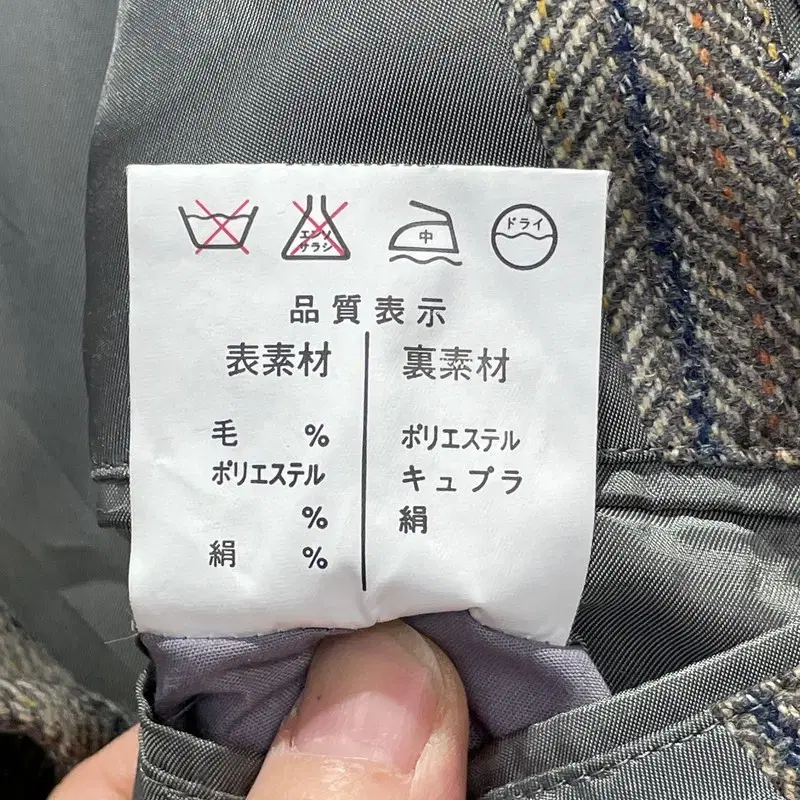 エンソ
サラシ
中
ドライ
品質表示
表素材
毛 %
ポリエステル
%
絹 %
裏素材
ポリエステル
キュプラ
絹